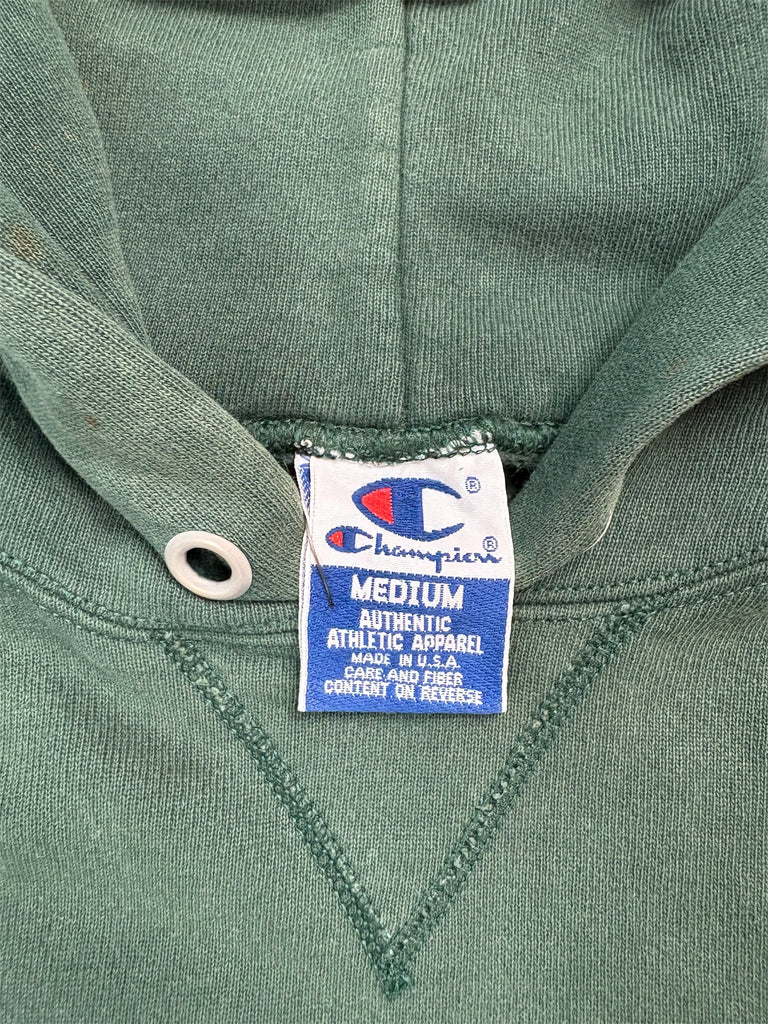 ®
Champion®
MEDIUM
AUTHENTIC
ATHLETIC APPAREL
MADE IN U.S.A.
CARE AND FIBER
CONTENT ON REVERSE